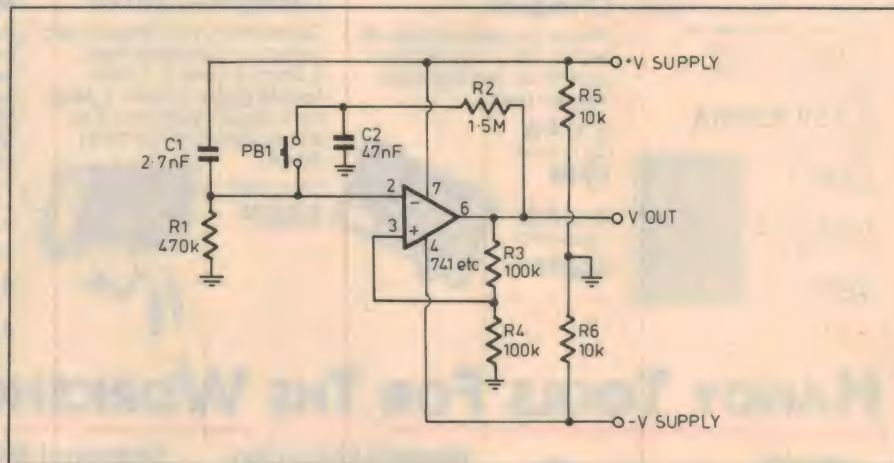 +V SUPPLY
R2
1·5M
R5
10k
C1
2·7nF
PB1
C2
47nF
2
-
7
6
V OUT
R1
470k
3
+
4
741 etc
R3
100k
R4
100k
R6
10k
-V SUPPLY